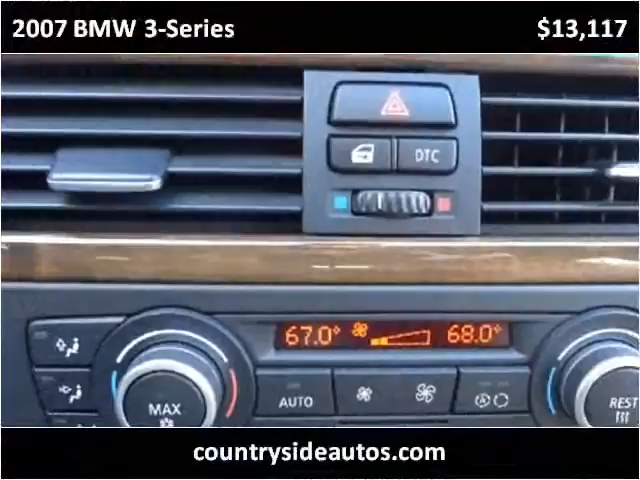 2007 BMW 3-Series $13,117
DTC
67.0° 68.0°
AUTO
MAX
REST
countrysideautos.com